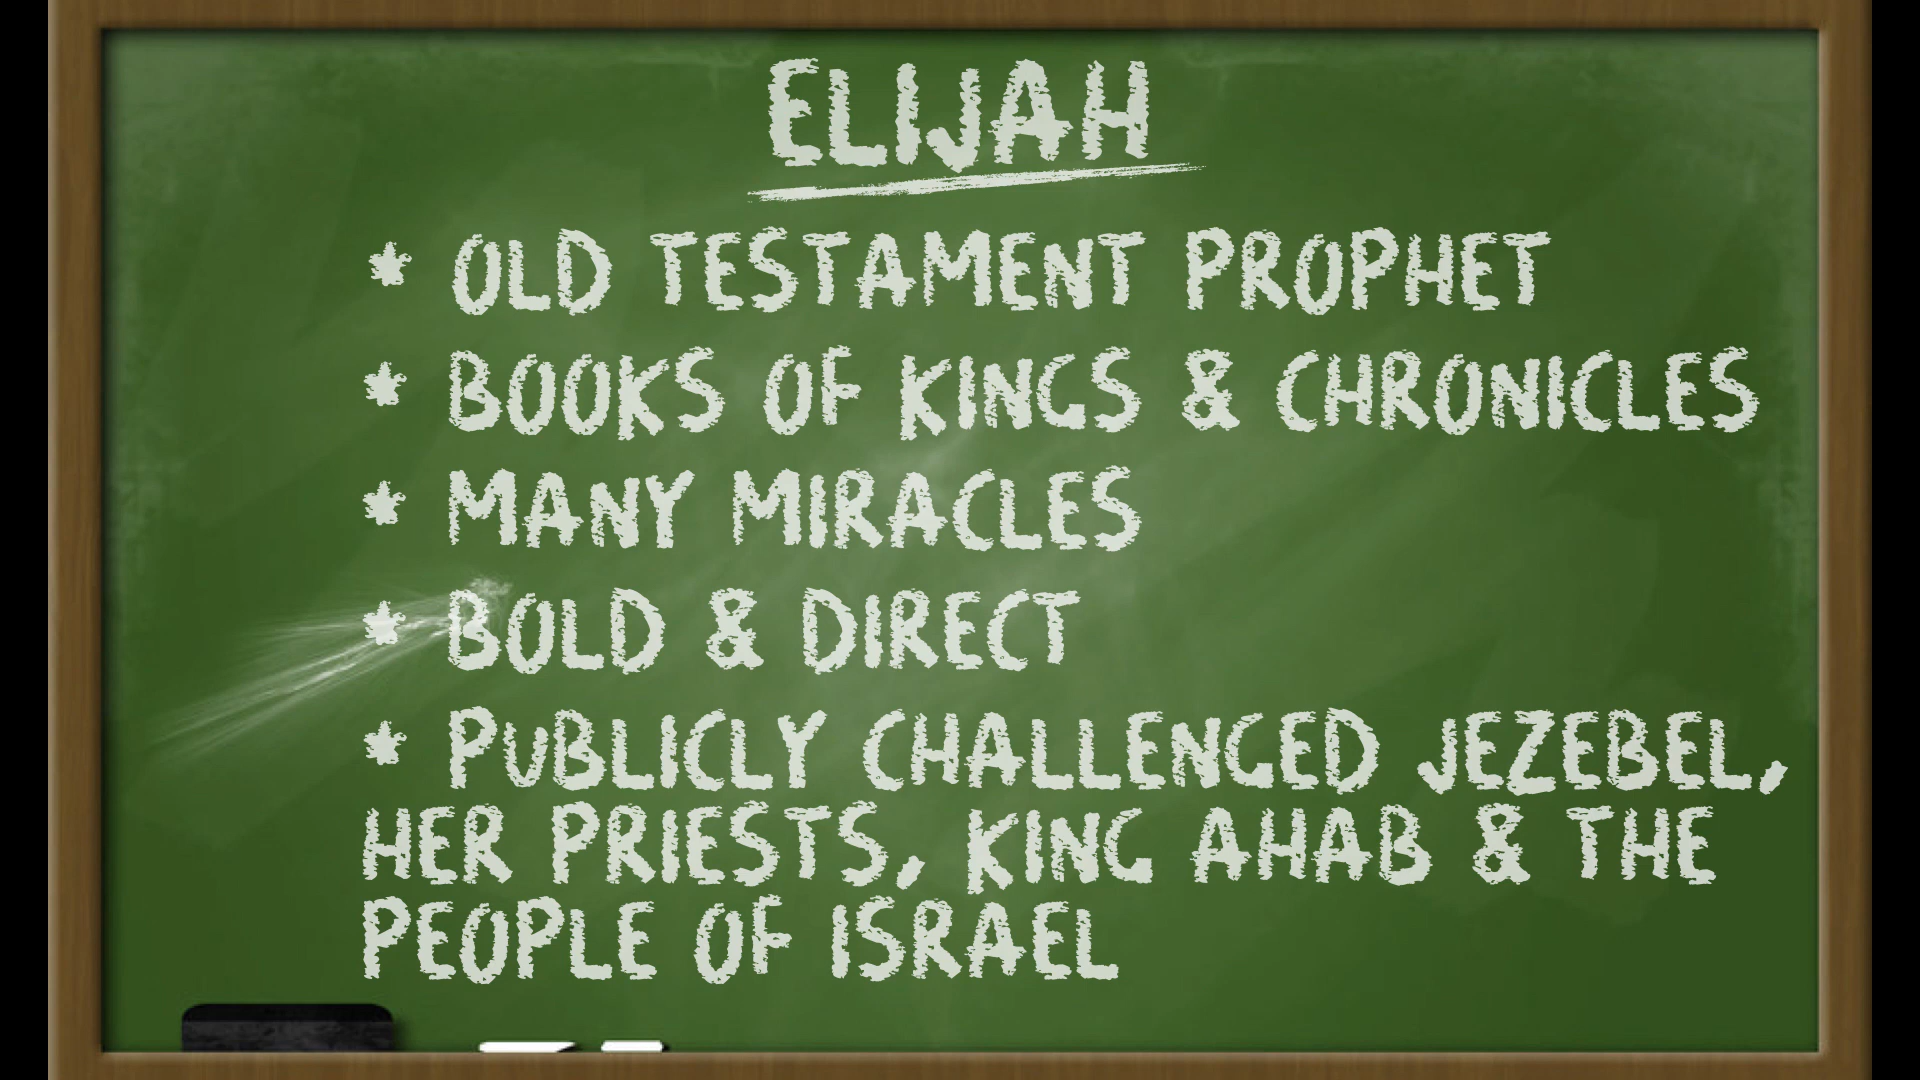 ELIJAH
* OLD TESTAMENT PROPHET
* BOOKS OF KINGS & CHRONICLES
* MANY MIRACLES
* BOLD & DIRECT
* PUBLICLY CHALLENGED JEZEBEL,
HER PRIESTS, KING AHAB & THE
PEOPLE OF ISRAEL